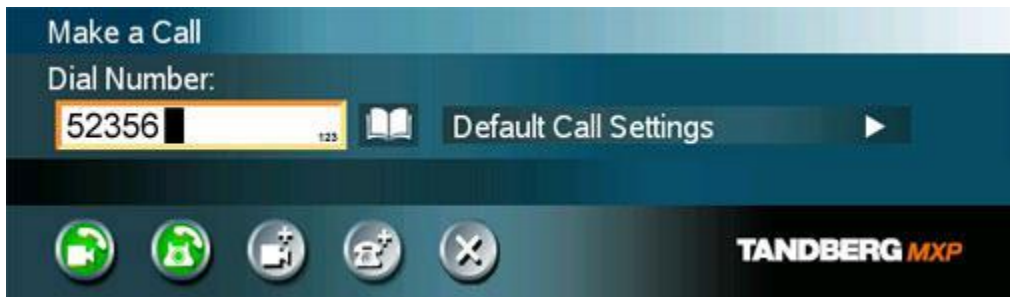 Make a Call
Dial Number:
52356
123
Default Call Settings
TANDBERG MXP